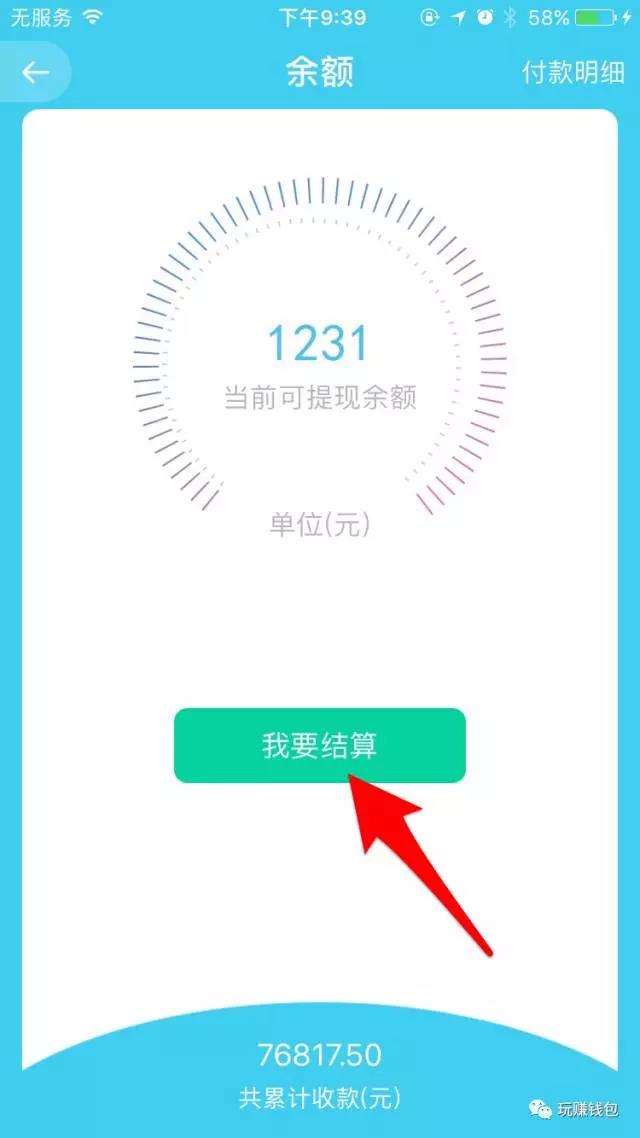 无服务 下午9:39 58%
余额 付款明细
1231
当前可提现余额
单位(元)
我要结算
76817.50
共累计收款(元)
玩赚钱包